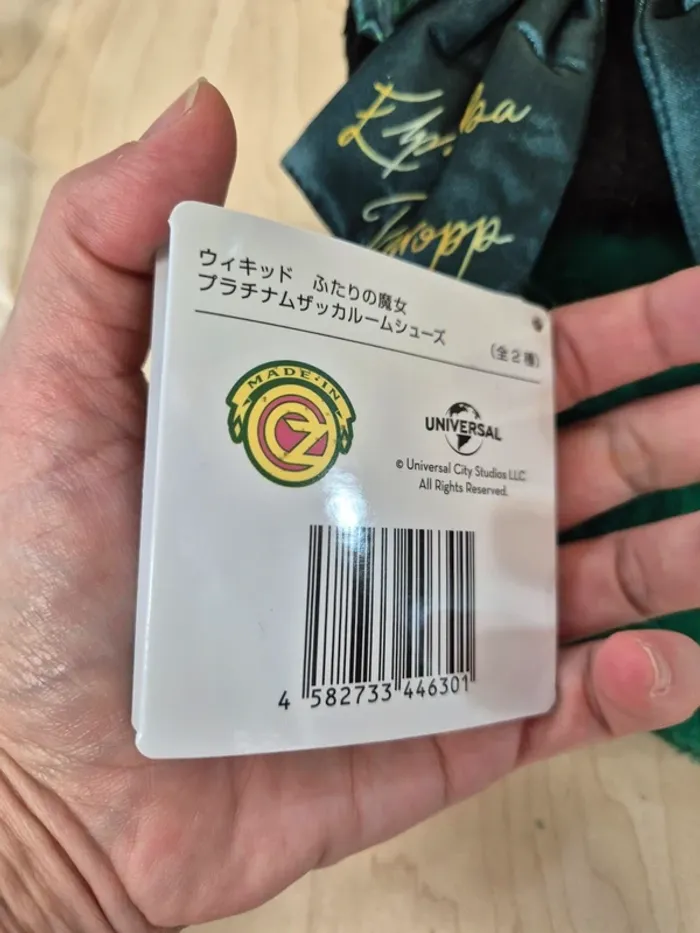 Elp ba
Thropp
ウィキッド ふたりの魔女
プラチナムザッカルームシューズ
(全2種)
MADE·IN
OZ
UNIVERSAL
© Universal City Studios LLC
All Rights Reserved.
4 582733 446301